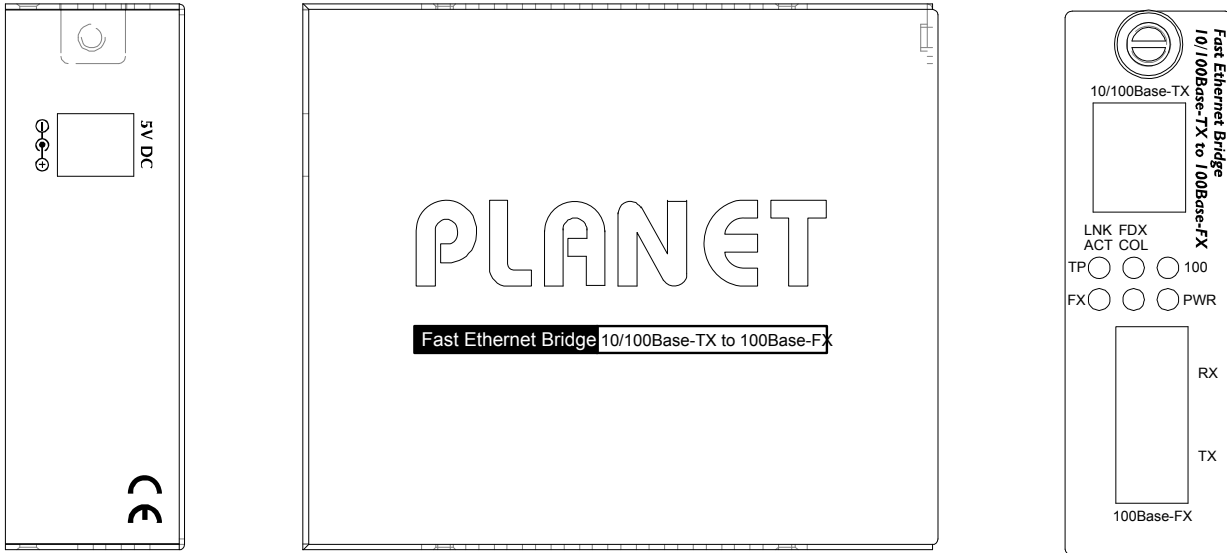 5V DC
CE
PLANET
Fast Ethernet Bridge 10/100Base-TX to 100Base-FX
Fast Ethernet Bridge
10/100Base-TX to 100Base-FX
10/100Base-TX
LNK FDX
ACT COL
TP 100
FX PWR
RX
TX
100Base-FX